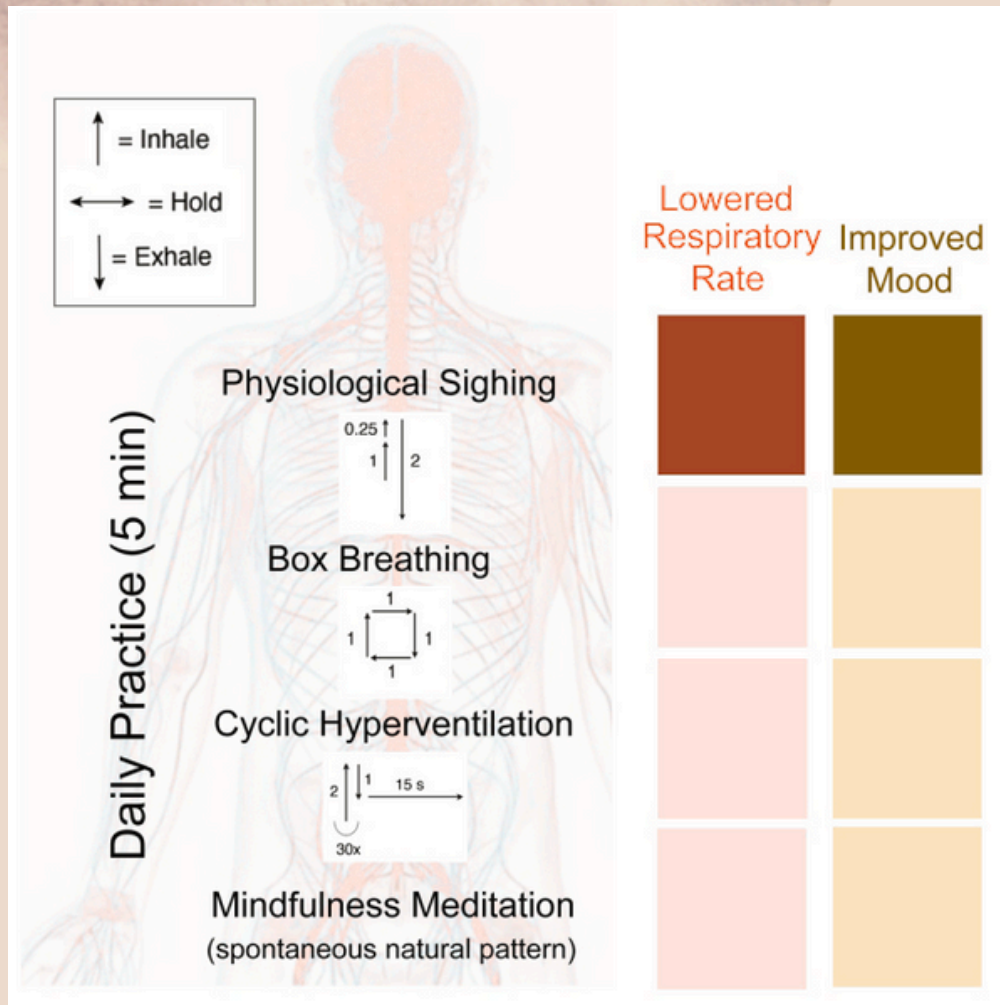 = Inhale
= Hold
= Exhale
Lowered
Respiratory
Rate
Improved
Mood
Daily Practice (5 min)
Physiological Sighing
0.25
1
2
Box Breathing
1
1
1
1
Cyclic Hyperventilation
2
1
15 s
30x
Mindfulness Meditation
(spontaneous natural pattern)